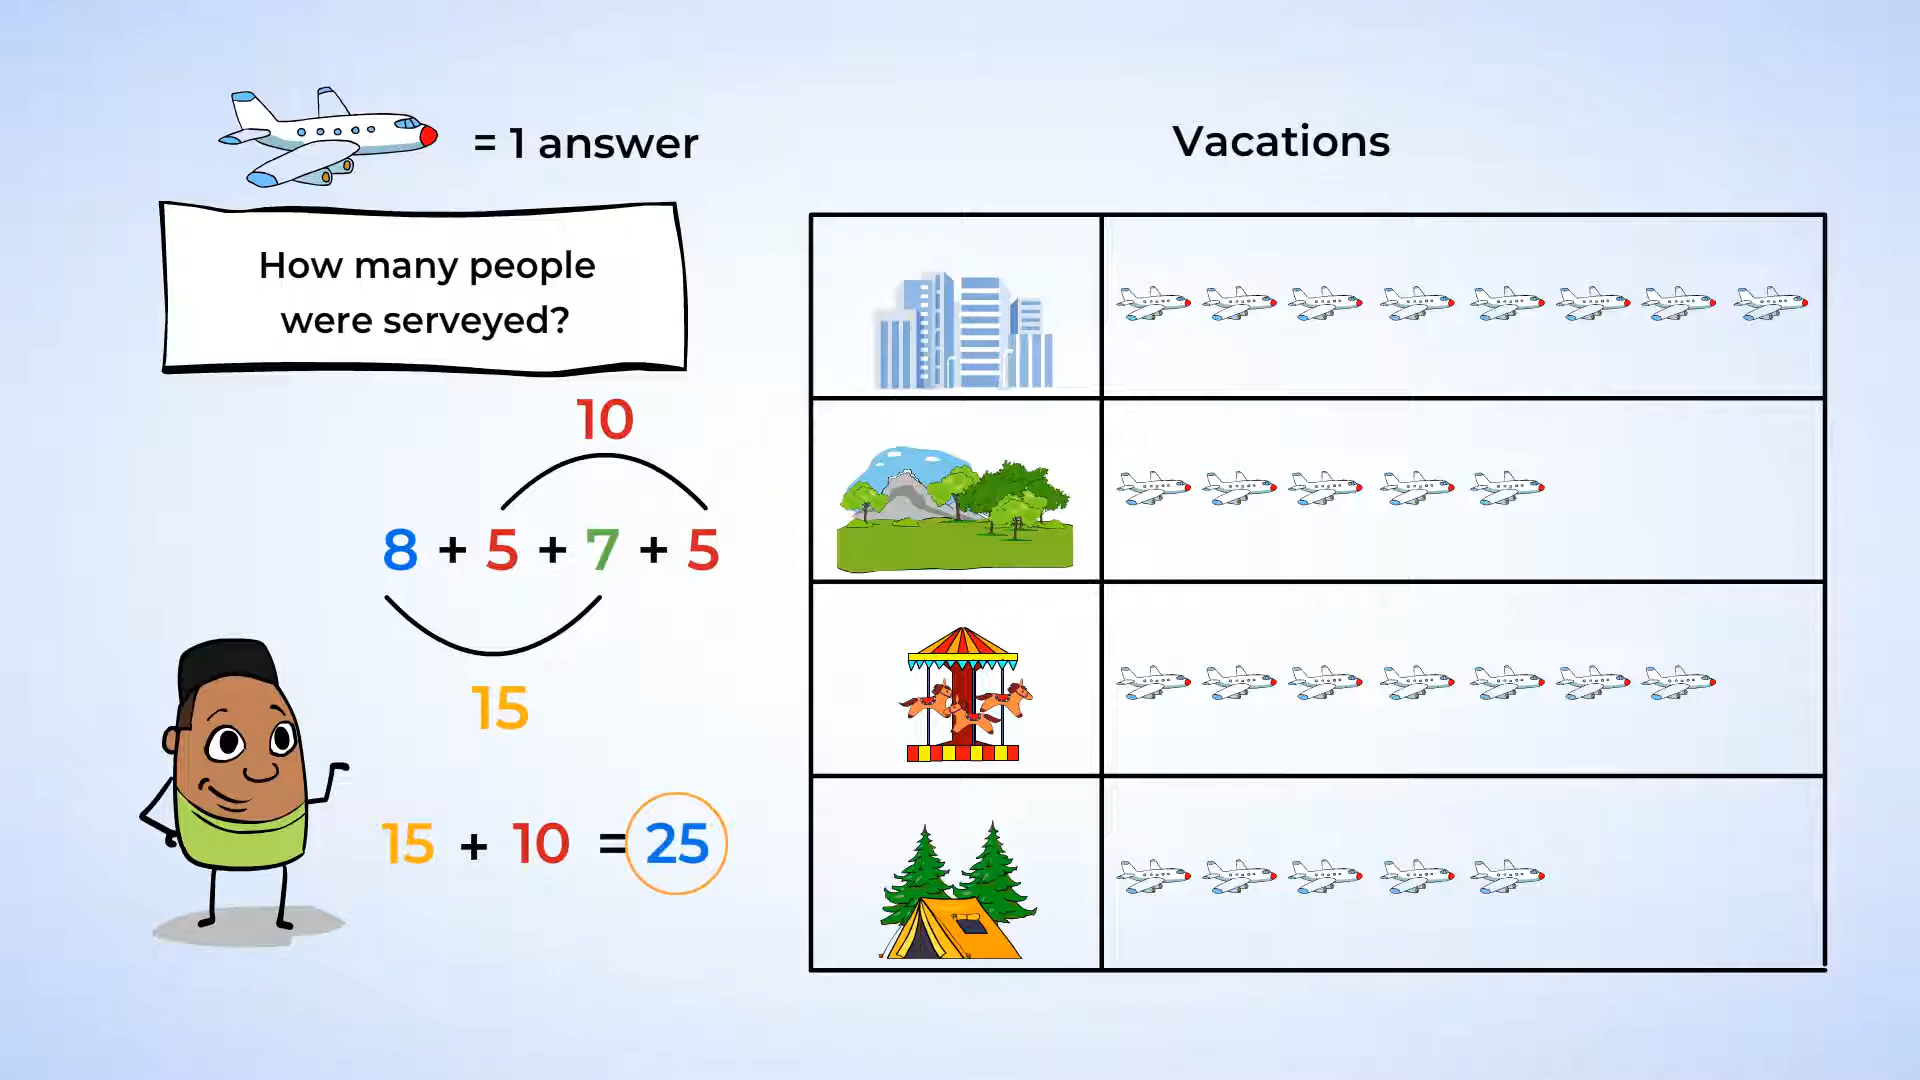 = 1 answer
Vacations
How many people
were serveyed?
10
8 + 5 + 7 + 5
15
15 + 10 = 25